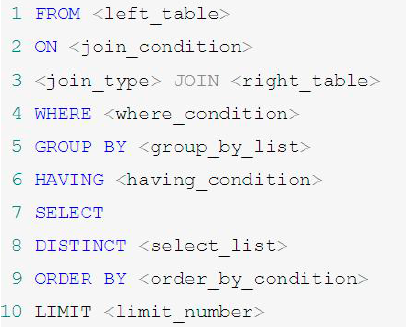 1 FROM <left_table>
2 ON <join_condition>
3 <join_type> JOIN <right_table>
4 WHERE <where_condition>
5 GROUP BY <group_by_list>
6 HAVING <having_condition>
7 SELECT
8 DISTINCT <select_list>
9 ORDER BY <order_by_condition>
10 LIMIT <limit_number>